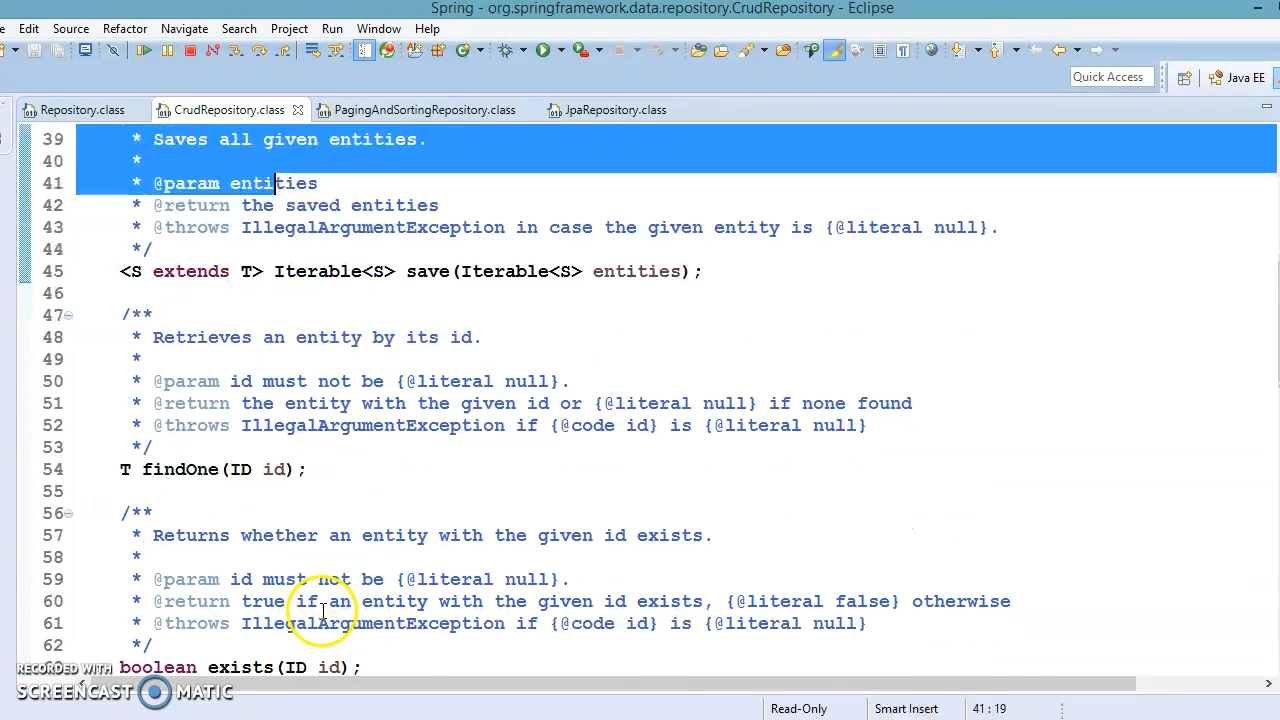 Spring - org.springframework.data.repository.CrudRepository - Eclipse
Edit Source Refactor Navigate Search Project Run Window Help
Quick Access Java EE
Repository.class CrudRepository.class PagingAndSortingRepository.class JpaRepository.class
39 * Saves all given entities.
40 *
41 * @param entities
42 * @return the saved entities
43 * @throws IllegalArgumentException in case the given entity is {@literal null}.
44 */
45 <S extends T> Iterable<S> save(Iterable<S> entities);
46
47 /**
48 * Retrieves an entity by its id.
49 *
50 * @param id must not be {@literal null}.
51 * @return the entity with the given id or {@literal null} if none found
52 * @throws IllegalArgumentException if {@code id} is {@literal null}
53 */
54 T findOne(ID id);
55
56 /**
57 * Returns whether an entity with the given id exists.
58 *
59 * @param id must not be {@literal null}.
60 * @return true if an entity with the given id exists, {@literal false} otherwise
61 * @throws IllegalArgumentException if {@code id} is {@literal null}
62 */
boolean exists(ID id);
RECORDED WITH
SCREENCAST MATIC
Read-Only Smart Insert 41 : 19